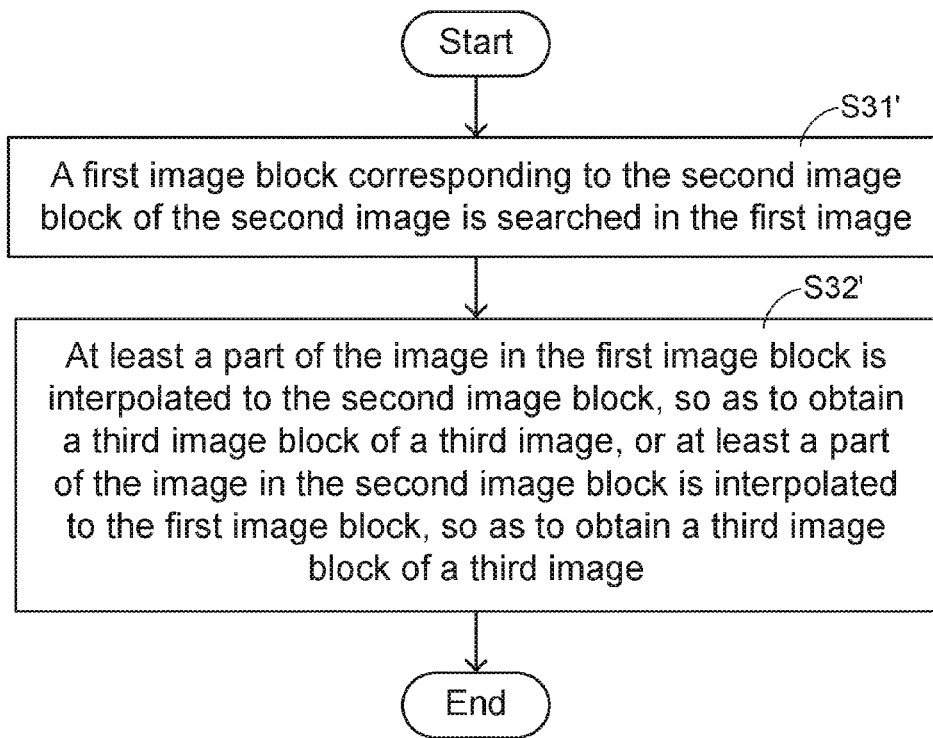 Start
S31'
A first image block corresponding to the second image
block of the second image is searched in the first image
S32'
At least a part of the image in the first image block is
interpolated to the second image block, so as to obtain
a third image block of a third image, or at least a part
of the image in the second image block is interpolated
to the first image block, so as to obtain a third image
block of a third image
End